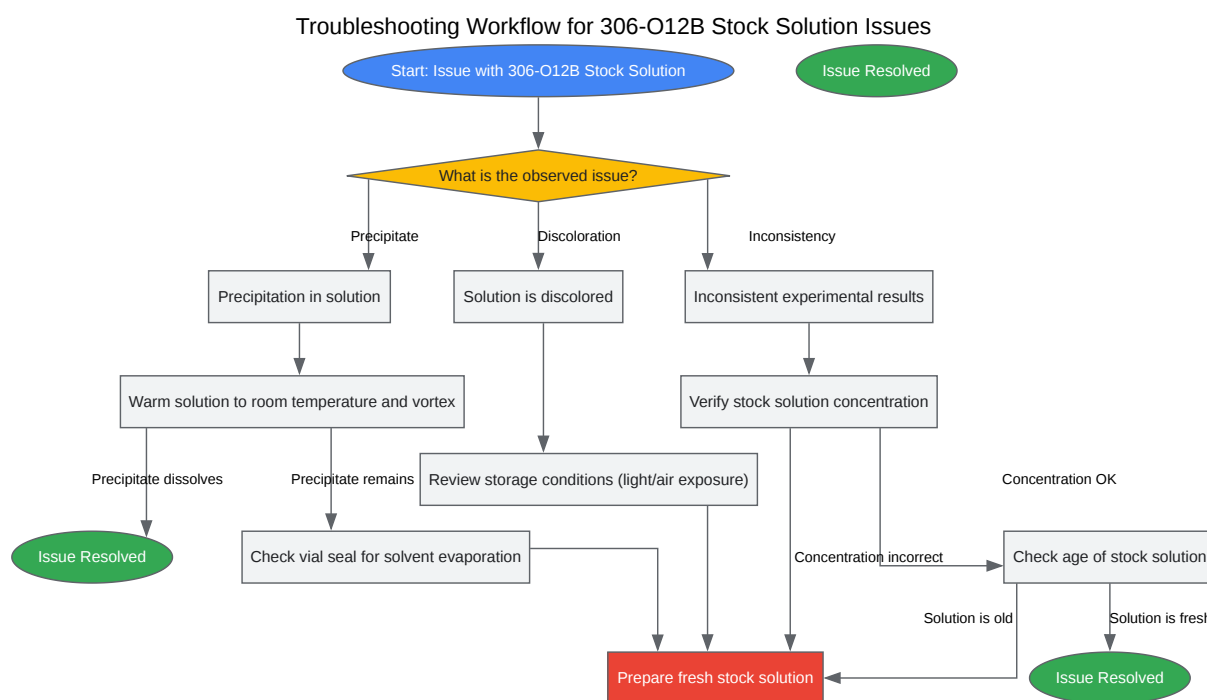 Troubleshooting Workflow for 306-O12B Stock Solution Issues
Start: Issue with 306-O12B Stock Solution
Issue Resolved
What is the observed issue?
Precipitate
Discoloration
Inconsistency
Precipitation in solution
Solution is discolored
Inconsistent experimental results
Warm solution to room temperature and vortex
Verify stock solution concentration
Precipitate dissolves
Precipitate remains
Review storage conditions (light/air exposure)
Concentration OK
Issue Resolved
Check vial seal for solvent evaporation
Concentration incorrect
Check age of stock solution
Solution is old
Solution is fresh
Prepare fresh stock solution
Issue Resolved